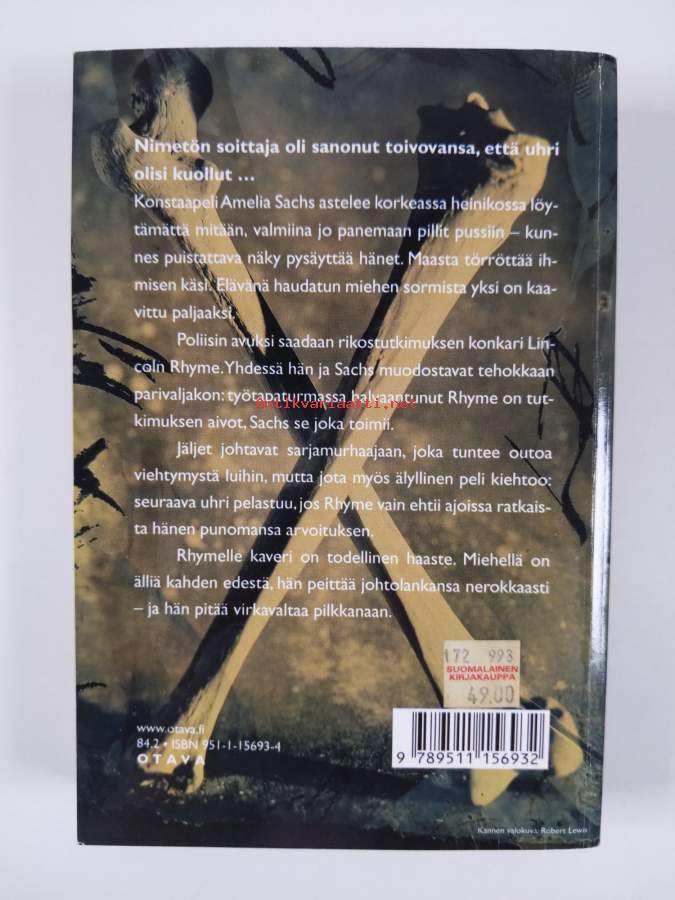 Nimetön soittaja oli sanonut toivovansa, että uhri
olisi kuollut ...
Konstaapeli Amelia Sachs astelee korkeassa heinikossa löy-
tämättä mitään, valmiina jo panemaan pillit pussiin – kun-
nes puistattava näky pysäyttää hänet. Maasta törröttää ih-
misen käsi. Elävänä haudatun miehen sormista yksi on kaa-
vittu paljaaksi.
Poliisin avuksi saadaan rikostutkimuksen konkari Lin-
coln Rhyme. Yhdessä hän ja Sachs muodostavat tehokkaan
parivaljakon: työtapaturmassa halvaantunut Rhyme on tut-
antikvariaatti.net
kimuksen aivot, Sachs se joka toimii.
Jäljet johtavat sarjamurhaajaan, joka tuntee outoa
viehtymystä luihin, mutta jota myös älyllinen peli kiehtoo:
seuraava uhri pelastuu, jos Rhyme vain ehtii ajoissa ratkais-
ta hänen punomansa arvoituksen.
Rhymelle kaveri on todellinen haaste. Miehellä on
älliä kahden edestä, hän peittää johtolankansa nerokkaasti
– ja hän pitää virkavaltaa pilkkanaan.
172 993
SUOMALAINEN
KIRJAKAUPPA
49.00
www.otava.fi
84.2 • ISBN 951-1-15693-4
OTAVA
9 789511 156932
Kannen valokuva: Robert Lewis